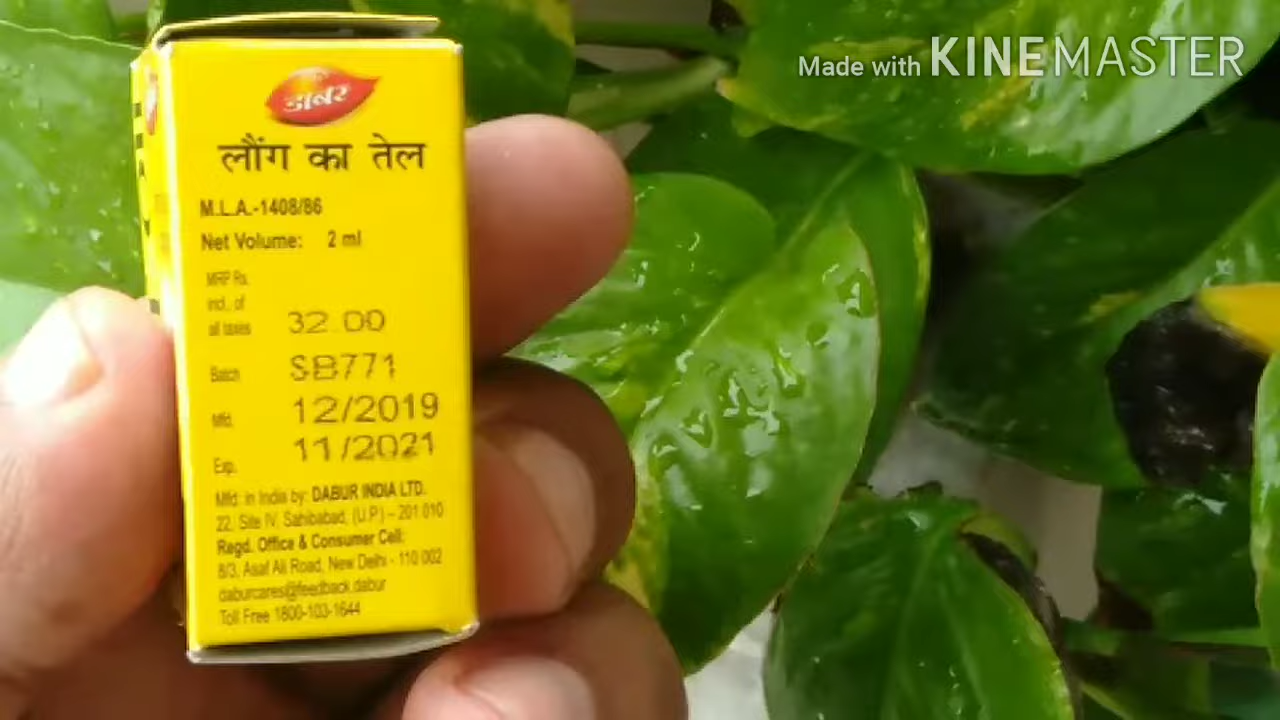 Made with KINEMASTER
डाबर
लौंग का तेल
M.L.A.-1408/86
Net Volume: 2 ml
MRP Rs.
incl., of
all taxes 32.00
Batch SB771
Mfd. 12/2019
Exp. 11/2021
Mfd. in India by: DABUR INDIA LTD.
22, Site IV, Sahibabad, (U.P.) – 201 010
Regd. Office & Consumer Cell:
8/3, Asaf Ali Road, New Delhi - 110 002
daburcares@feedback.dabur
Toll Free 1800-103-1644